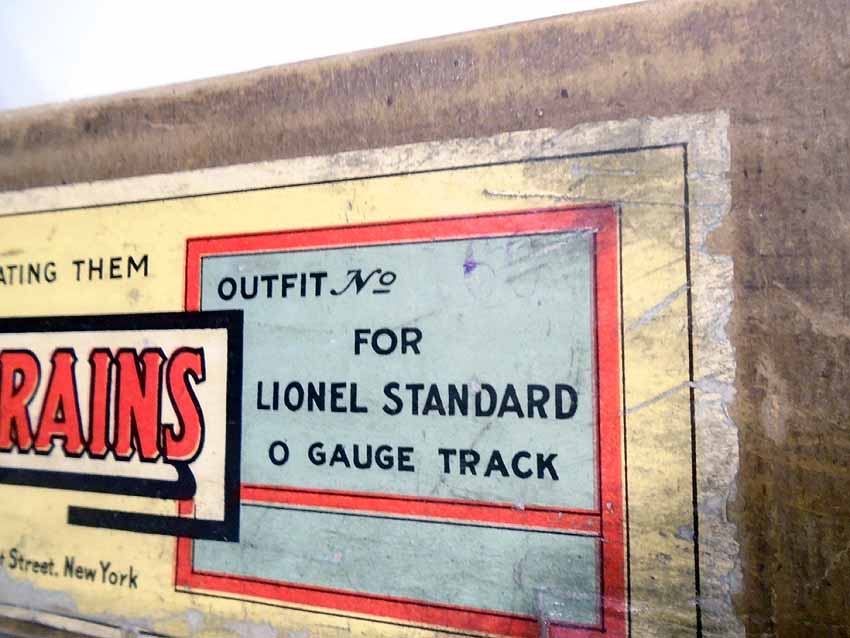 ATING THEM
OUTFIT No
FOR
LIONEL STANDARD
O GAUGE TRACK
RAINS
Street. New York